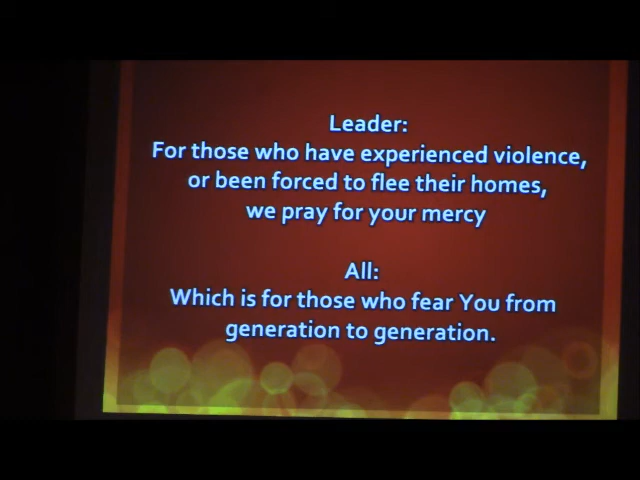 Leader:
For those who have experienced violence,
or been forced to flee their homes,
we pray for your mercy
All:
Which is for those who fear You from
generation to generation.